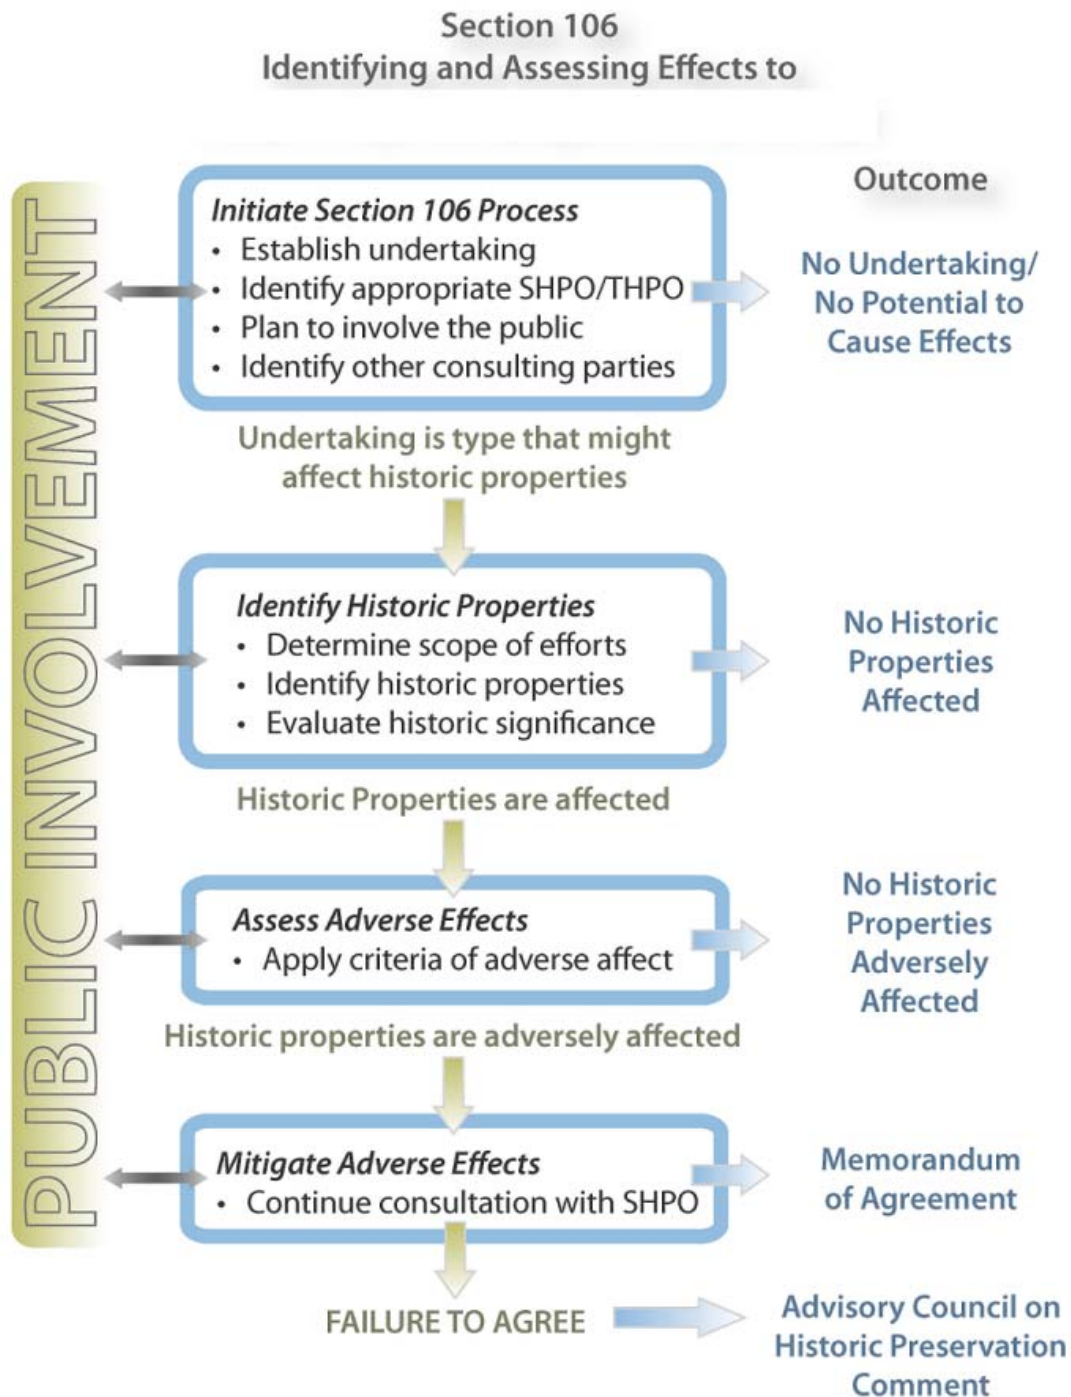 Section 106
Identifying and Assessing Effects to
Outcome
PUBLIC INVOLVEMENT
Initiate Section 106 Process
• Establish undertaking
• Identify appropriate SHPO/THPO
• Plan to involve the public
• Identify other consulting parties
No Undertaking/
No Potential to
Cause Effects
Undertaking is type that might
affect historic properties
Identify Historic Properties
• Determine scope of efforts
• Identify historic properties
• Evaluate historic significance
No Historic
Properties
Affected
Historic Properties are affected
Assess Adverse Effects
• Apply criteria of adverse affect
No Historic
Properties
Adversely
Affected
Historic properties are adversely affected
Mitigate Adverse Effects
• Continue consultation with SHPO
Memorandum
of Agreement
FAILURE TO AGREE
Advisory Council on
Historic Preservation
Comment